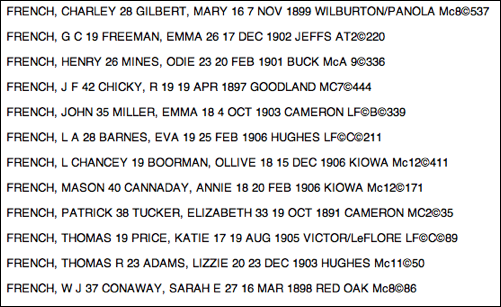 FRENCH, CHARLEY 28 GILBERT, MARY 16 7 NOV 1899 WILBURTON/PANOLA Mc8©537
FRENCH, G C 19 FREEMAN, EMMA 26 17 DEC 1902 JEFFS AT2©220
FRENCH, HENRY 26 MINES, ODIE 23 20 FEB 1901 BUCK McA 9©336
FRENCH, J F 42 CHICKY, R 19 19 APR 1897 GOODLAND MC7©444
FRENCH, JOHN 35 MILLER, EMMA 18 4 OCT 1903 CAMERON LF©B©339
FRENCH, L A 28 BARNES, EVA 19 25 FEB 1906 HUGHES LF©C©211
FRENCH, L CHANCEY 19 BOORMAN, OLLIVE 18 15 DEC 1906 KIOWA Mc12©411
FRENCH, MASON 40 CANNADAY, ANNIE 18 20 FEB 1906 KIOWA Mc12©171
FRENCH, PATRICK 38 TUCKER, ELIZABETH 33 19 OCT 1891 CAMERON MC2©35
FRENCH, THOMAS 19 PRICE, KATIE 17 19 AUG 1905 VICTOR/LeFLORE LF©C©89
FRENCH, THOMAS R 23 ADAMS, LIZZIE 20 23 DEC 1903 HUGHES Mc11©50
FRENCH, W J 37 CONAWAY, SARAH E 27 16 MAR 1898 RED OAK Mc8©86